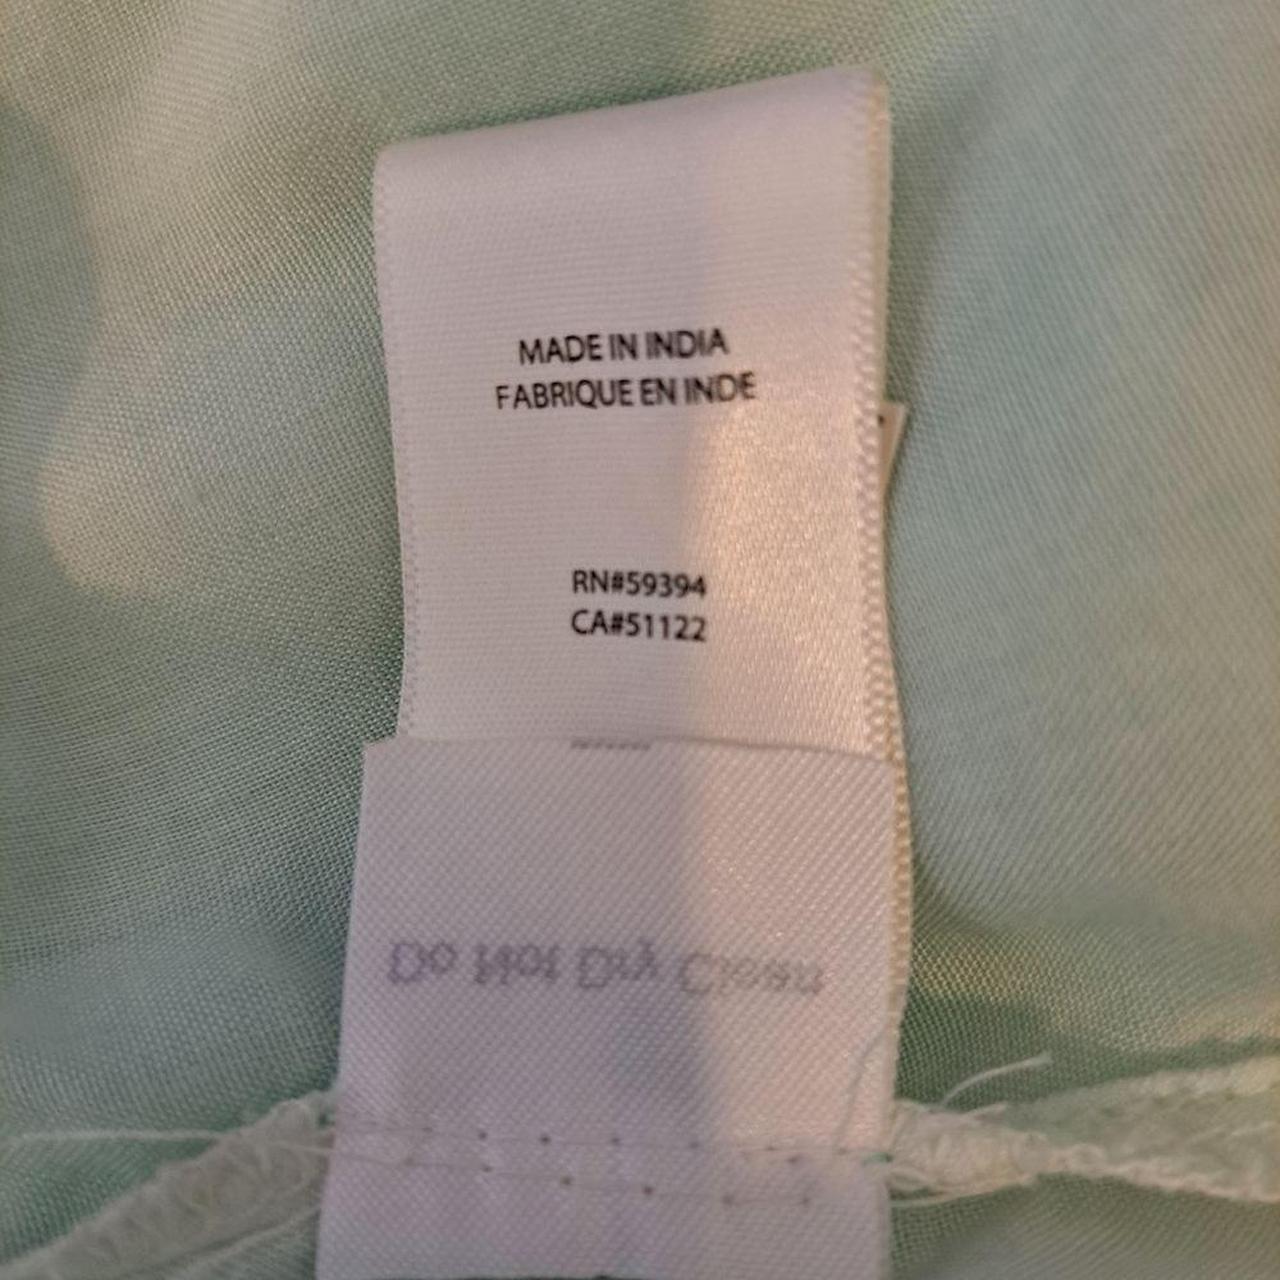 MADE IN INDIA
FABRIQUE EN INDE
RN#59394
CA#51122
Do Not Dry Clean